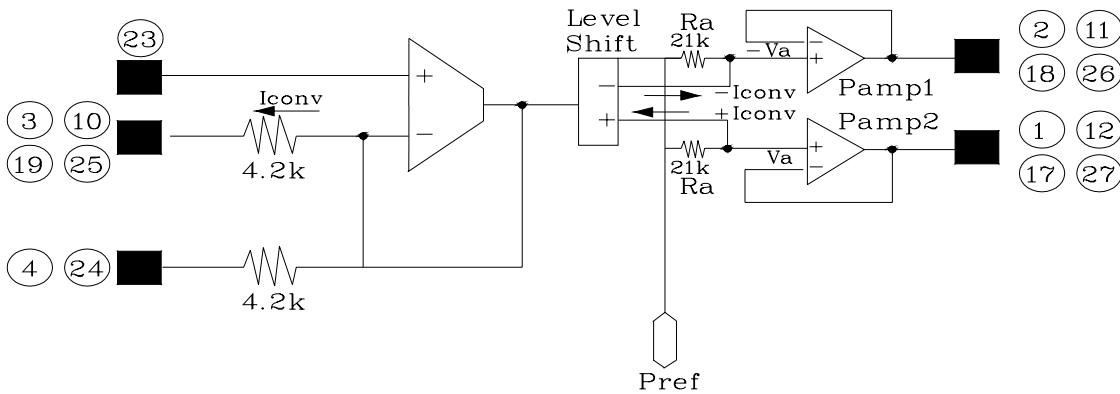 Level
Shift
Ra
21k
23
2 11
-Va
+
Iconv
-
+
Pamp1
18 26
3 10
-
-
-Iconv
+
+Iconv
Pamp2
1 12
19 25
4.2k
21k
Va
+
-
Ra
17 27
4 24
4.2k
Pref